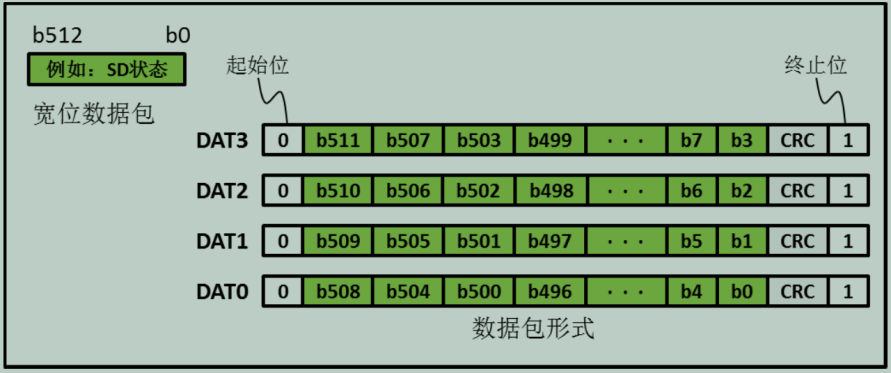 b512 b0
例如：SD状态
宽位数据包
起始位 终止位
DAT3 0 b511 b507 b503 b499 · · · b7 b3 CRC 1
DAT2 0 b510 b506 b502 b498 · · · b6 b2 CRC 1
DAT1 0 b509 b505 b501 b497 · · · b5 b1 CRC 1
DAT0 0 b508 b504 b500 b496 · · · b4 b0 CRC 1
数据包形式